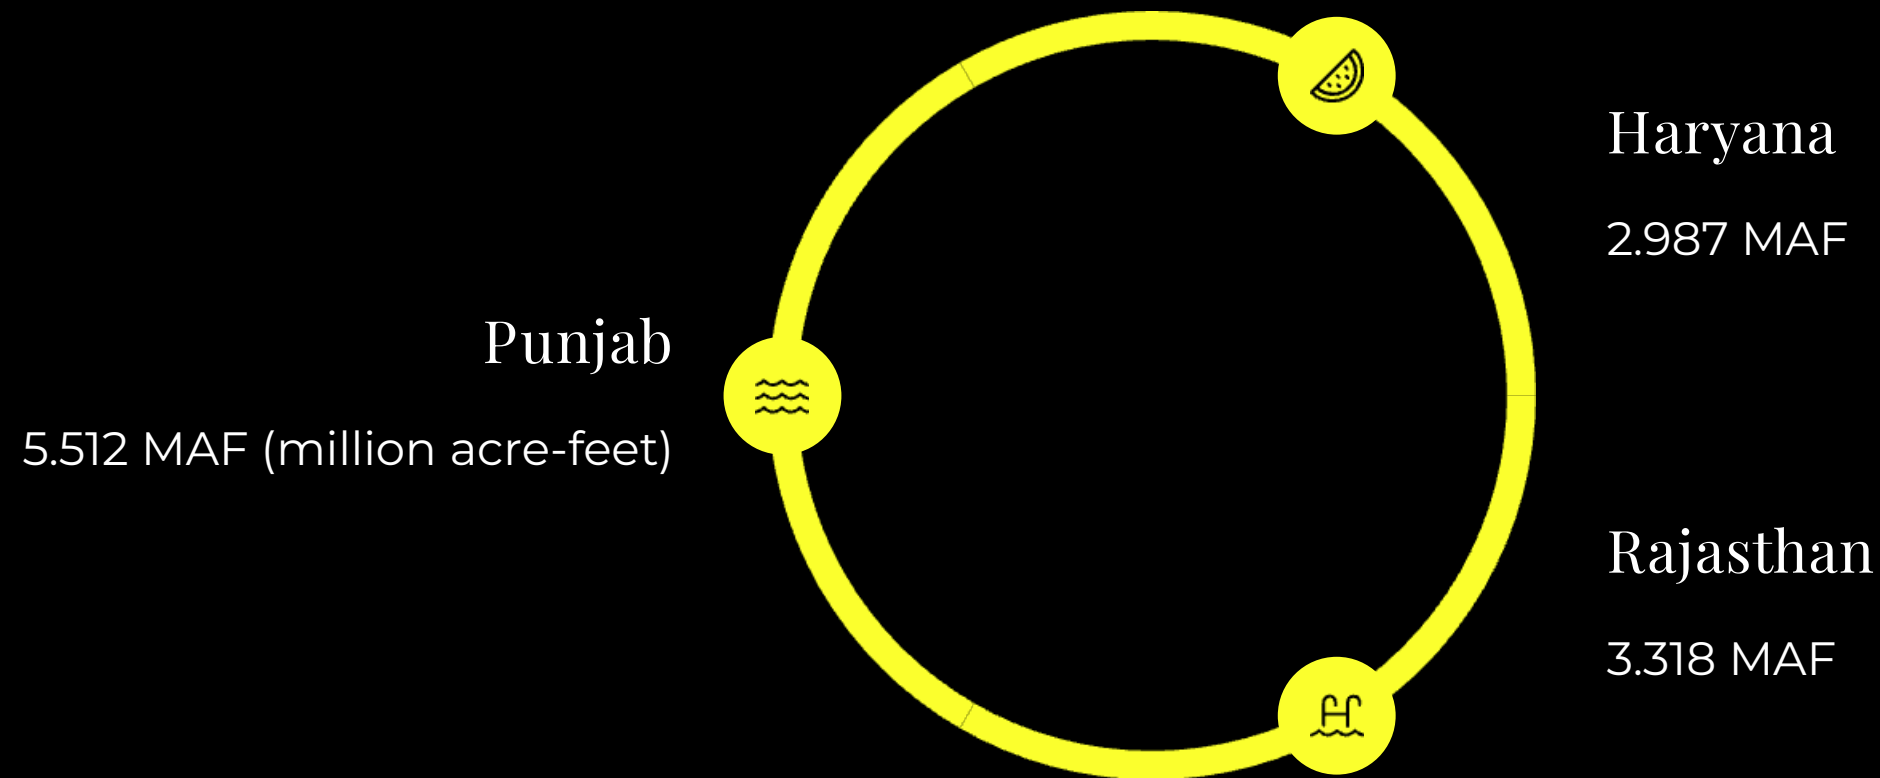 Haryana
2.987 MAF
Punjab
5.512 MAF (million acre-feet)
Rajasthan
3.318 MAF